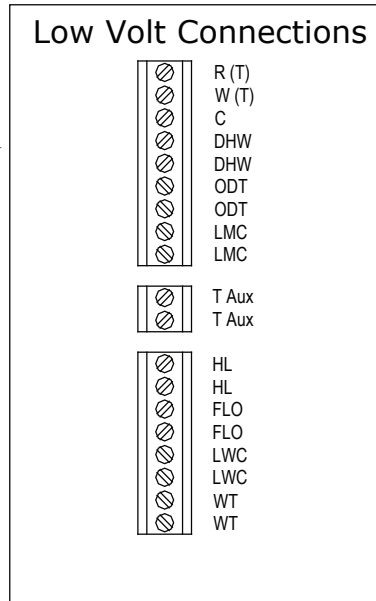 Low Volt Connections
R (T)
W (T)
C
DHW
DHW
ODT
ODT
LMC
LMC
T Aux
T Aux
HL
HL
FLO
FLO
LWC
LWC
WT
WT